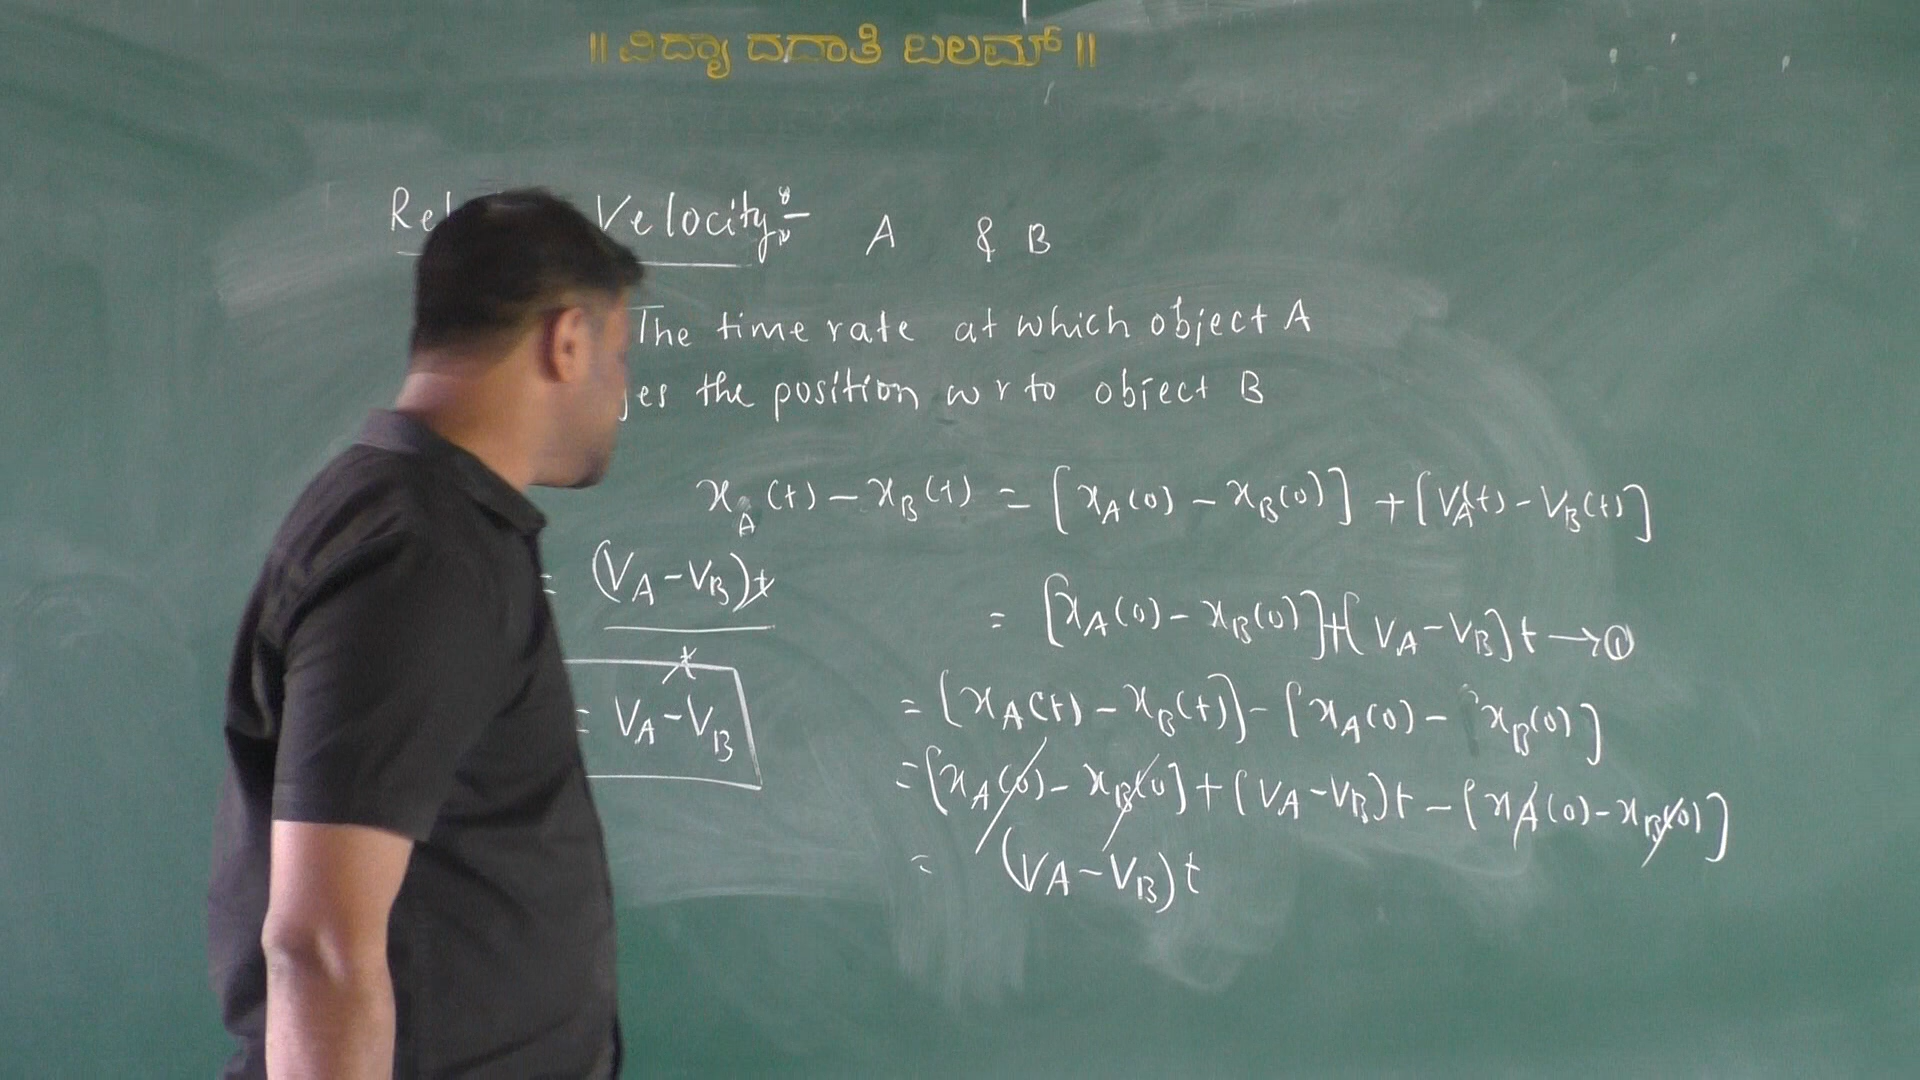 || ವಿದ್ಯಾ ದದಾತಿ ಬಲಮ್ ||
Velocity:- A & B
The time rate at which object A
the position w r to object B
x_A(t) - x_B(t) = [x_A(0) - x_B(0)] + [V_A(t) - V_B(t)]
= (V_A - V_B)t
= [x_A(0) - x_B(0)] + (V_A - V_B)t → ①
t
= V_A - V_B
= [x_A(t) - x_B(t)] - [x_A(0) - x_B(0)]
= [x_A(0) - x_B(0)] + (V_A - V_B)t - [x_A(0) - x_B(0)]
= (V_A - V_B)t